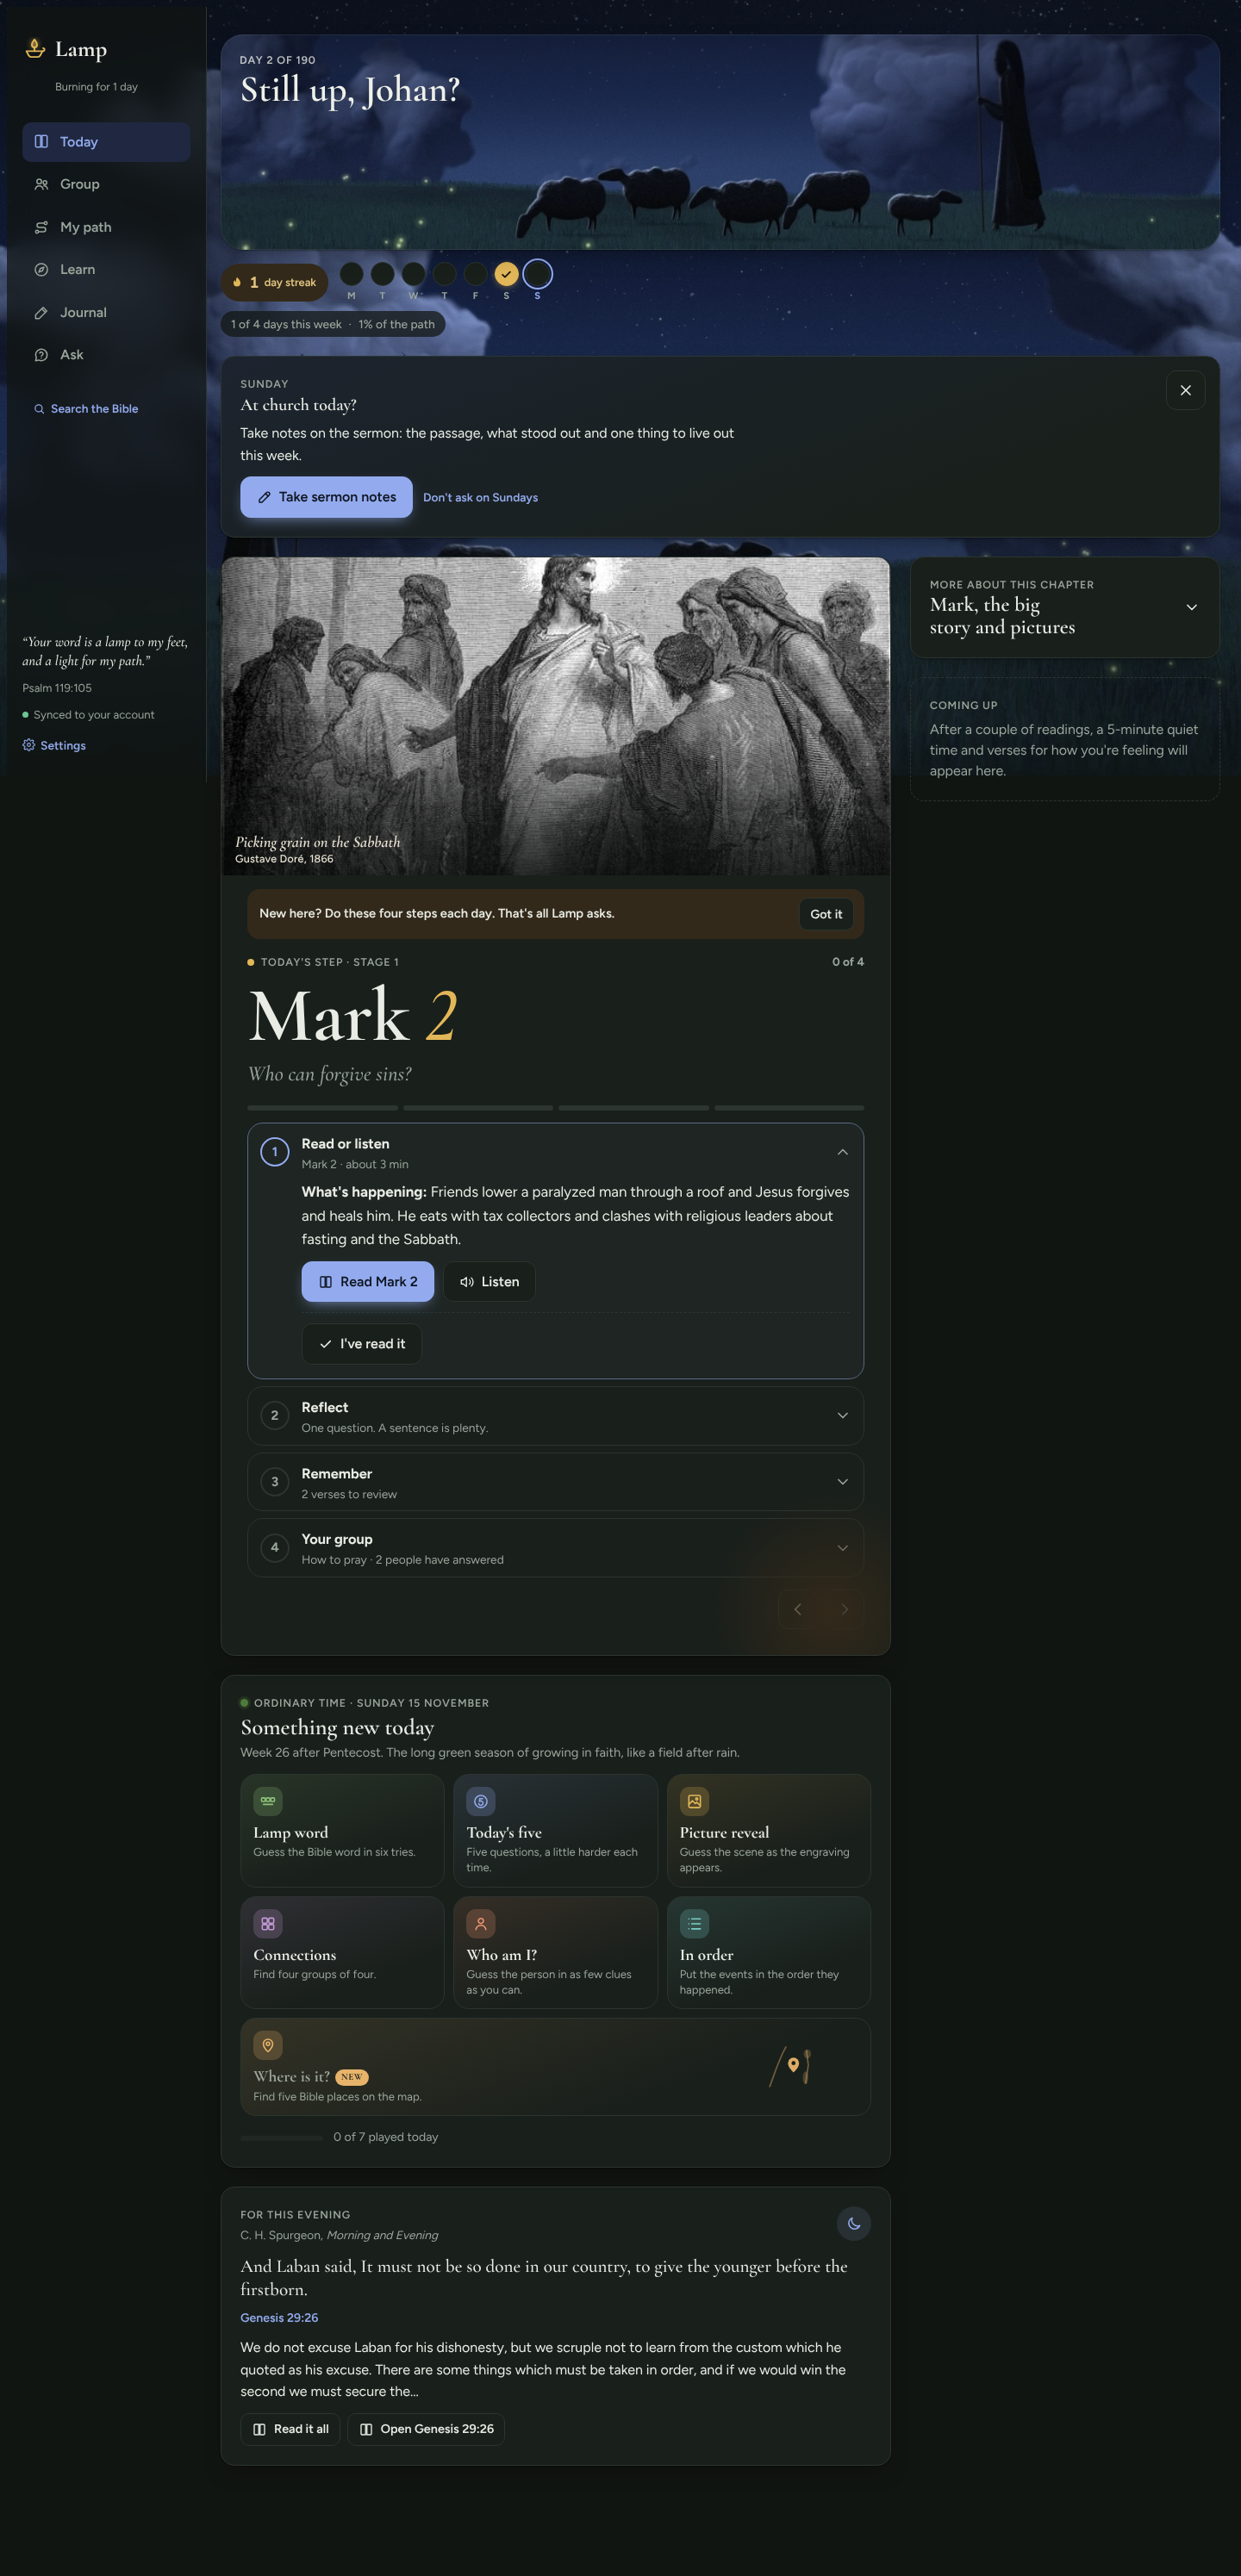 Lamp
Burning for 1 day
Today
Group
My path
Learn
Journal
Ask
Search the Bible
“Your word is a lamp to my feet,
and a light for my path.”
Psalm 119:105
Synced to your account
Settings
DAY 2 OF 190
Still up, Johan?
1 day streak
M T W T F S S
1 of 4 days this week · 1% of the path
SUNDAY
At church today?
Take notes on the sermon: the passage, what stood out and one thing to live out
this week.
Take sermon notes
Don't ask on Sundays
Picking grain on the Sabbath
Gustave Doré, 1866
New here? Do these four steps each day. That's all Lamp asks.
Got it
TODAY'S STEP · STAGE 1
0 of 4
Mark 2
Who can forgive sins?
1
Read or listen
Mark 2 · about 3 min
What's happening: Friends lower a paralyzed man through a roof and Jesus forgives
and heals him. He eats with tax collectors and clashes with religious leaders about
fasting and the Sabbath.
Read Mark 2
Listen
I've read it
2
Reflect
One question. A sentence is plenty.
3
Remember
2 verses to review
4
Your group
How to pray · 2 people have answered
MORE ABOUT THIS CHAPTER
Mark, the big
story and pictures
COMING UP
After a couple of readings, a 5-minute quiet
time and verses for how you're feeling will
appear here.
ORDINARY TIME · SUNDAY 15 NOVEMBER
Something new today
Week 26 after Pentecost. The long green season of growing in faith, like a field after rain.
Lamp word
Guess the Bible word in six tries.
5
Today's five
Five questions, a little harder each
time.
Picture reveal
Guess the scene as the engraving
appears.
Connections
Find four groups of four.
Who am I?
Guess the person in as few clues
as you can.
In order
Put the events in the order they
happened.
Where is it? NEW
Find five Bible places on the map.
0 of 7 played today
FOR THIS EVENING
C. H. Spurgeon, Morning and Evening
And Laban said, It must not be so done in our country, to give the younger before the
firstborn.
Genesis 29:26
We do not excuse Laban for his dishonesty, but we scruple not to learn from the custom which he
quoted as his excuse. There are some things which must be taken in order, and if we would win the
second we must secure the…
Read it all
Open Genesis 29:26